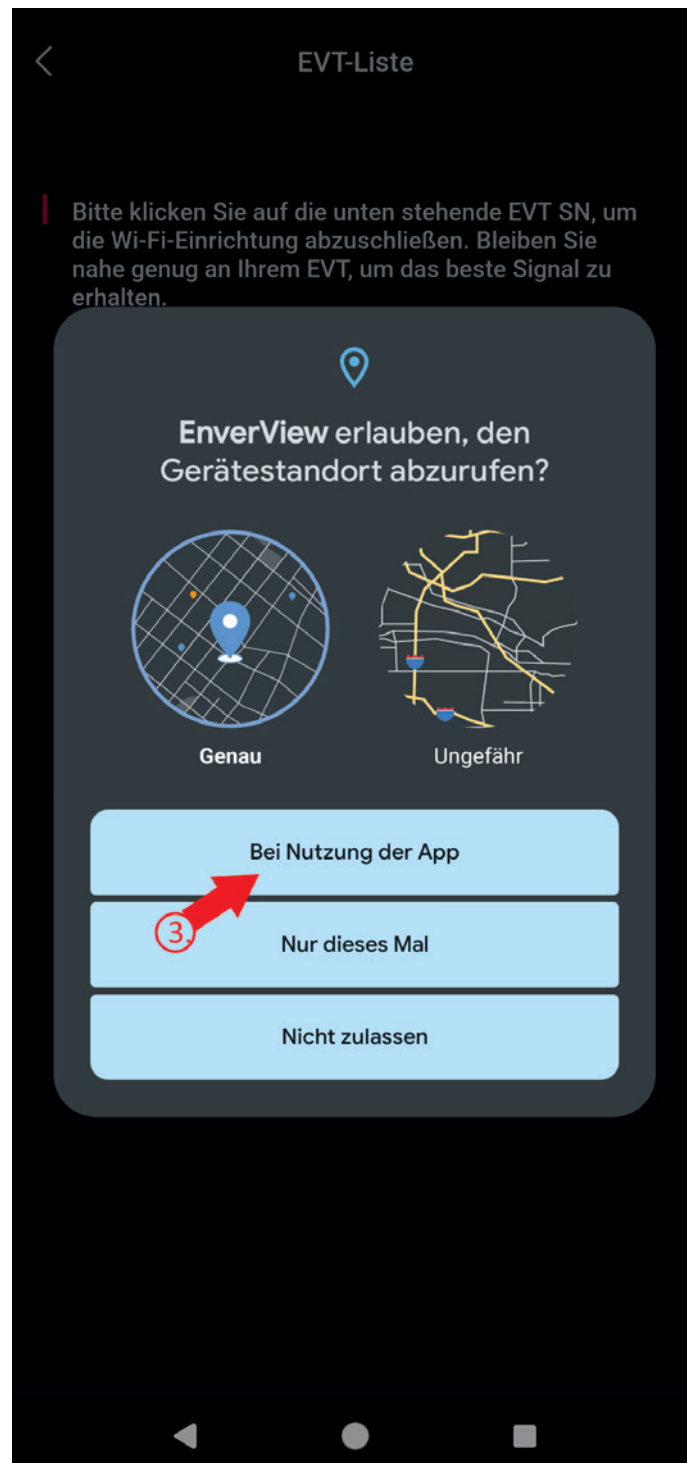 EVT-Liste
Bitte klicken Sie auf die unten stehende EVT SN, um
die Wi-Fi-Einrichtung abzuschließen. Bleiben Sie
nahe genug an Ihrem EVT, um das beste Signal zu
erhalten.
EnverView erlauben, den
Gerätestandort abzurufen?
Genau
Ungefähr
Bei Nutzung der App
3.
Nur dieses Mal
Nicht zulassen